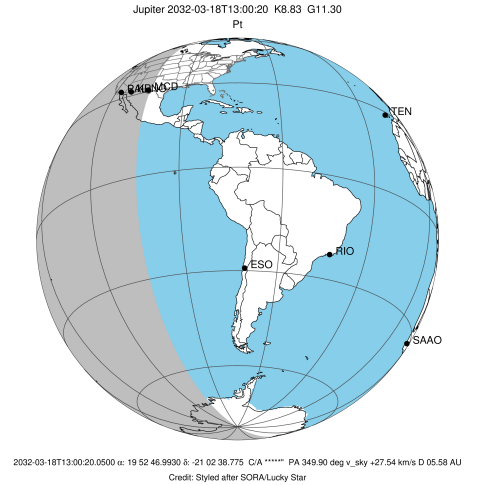 Jupiter 2032-03-18T13:00:20 K8.83 G11.30
Pt
MCD
TEN
RIO
ESO
SAAO
2032-03-18T13:00:20.0500 α: 19 52 46.9930 δ: -21 02 38.775 C/A *****" PA 349.90 deg v_sky +27.54 km/s D 05.58 AU
Credit: Styled after SORA/Lucky Star